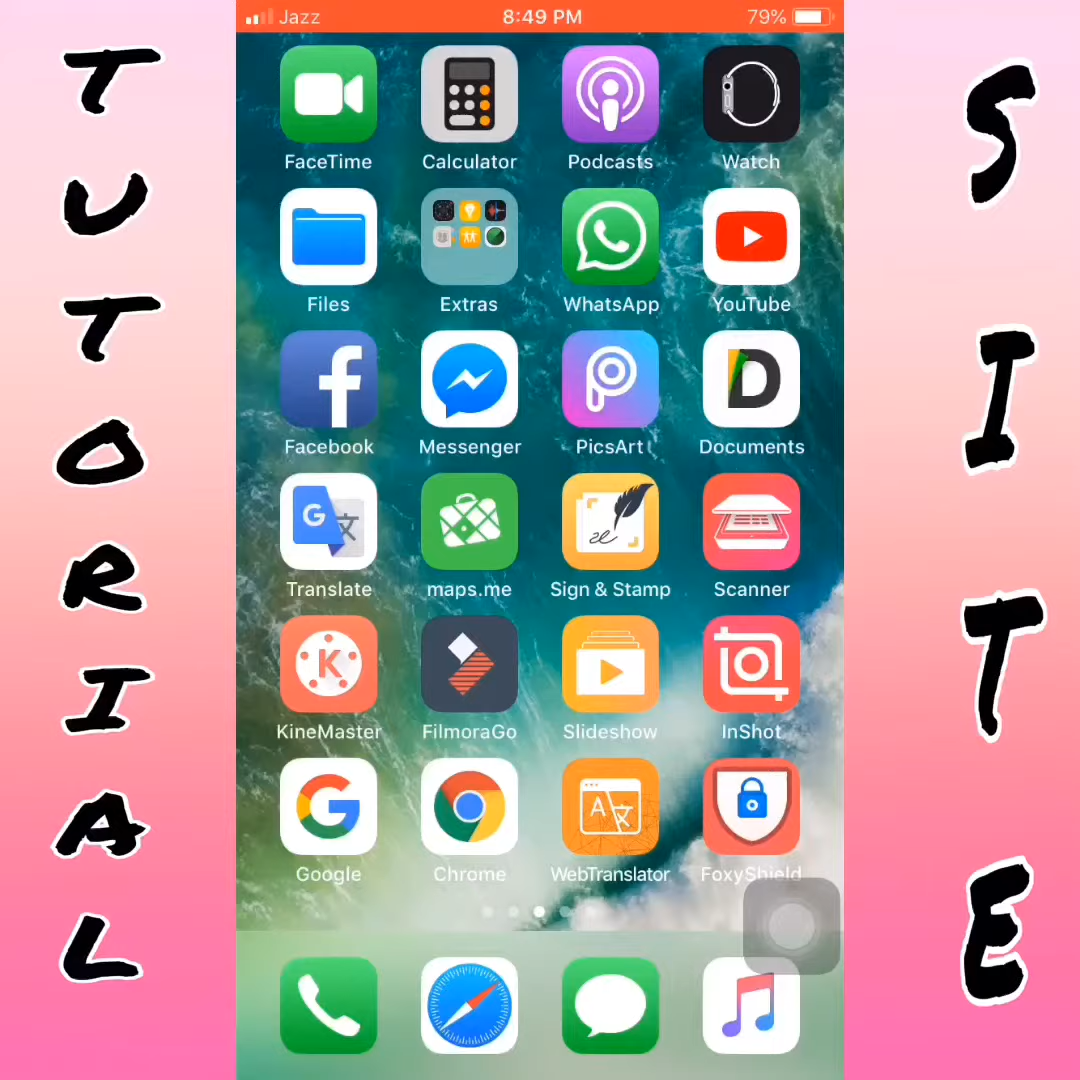 TUTORIAL
SITE
Jazz 8:49 PM 79%
FaceTime Calculator Podcasts Watch
Files Extras WhatsApp YouTube
Facebook Messenger PicsArt Documents
Translate maps.me Sign & Stamp Scanner
KineMaster FilmoraGo Slideshow InShot
Google Chrome WebTranslator FoxyShield